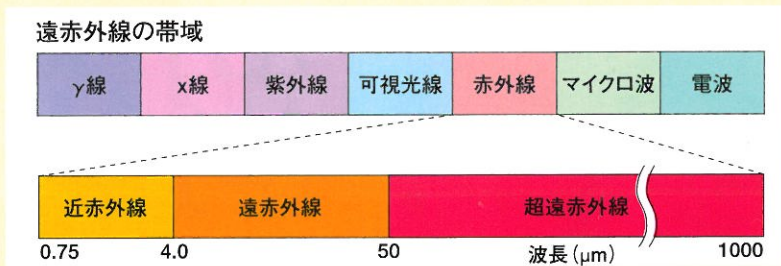 遠赤外線の帯域
γ線 x線 紫外線 可視光線 赤外線 マイクロ波 電波
近赤外線 遠赤外線 超遠赤外線
0.75 4.0 50 波長(μm) 1000